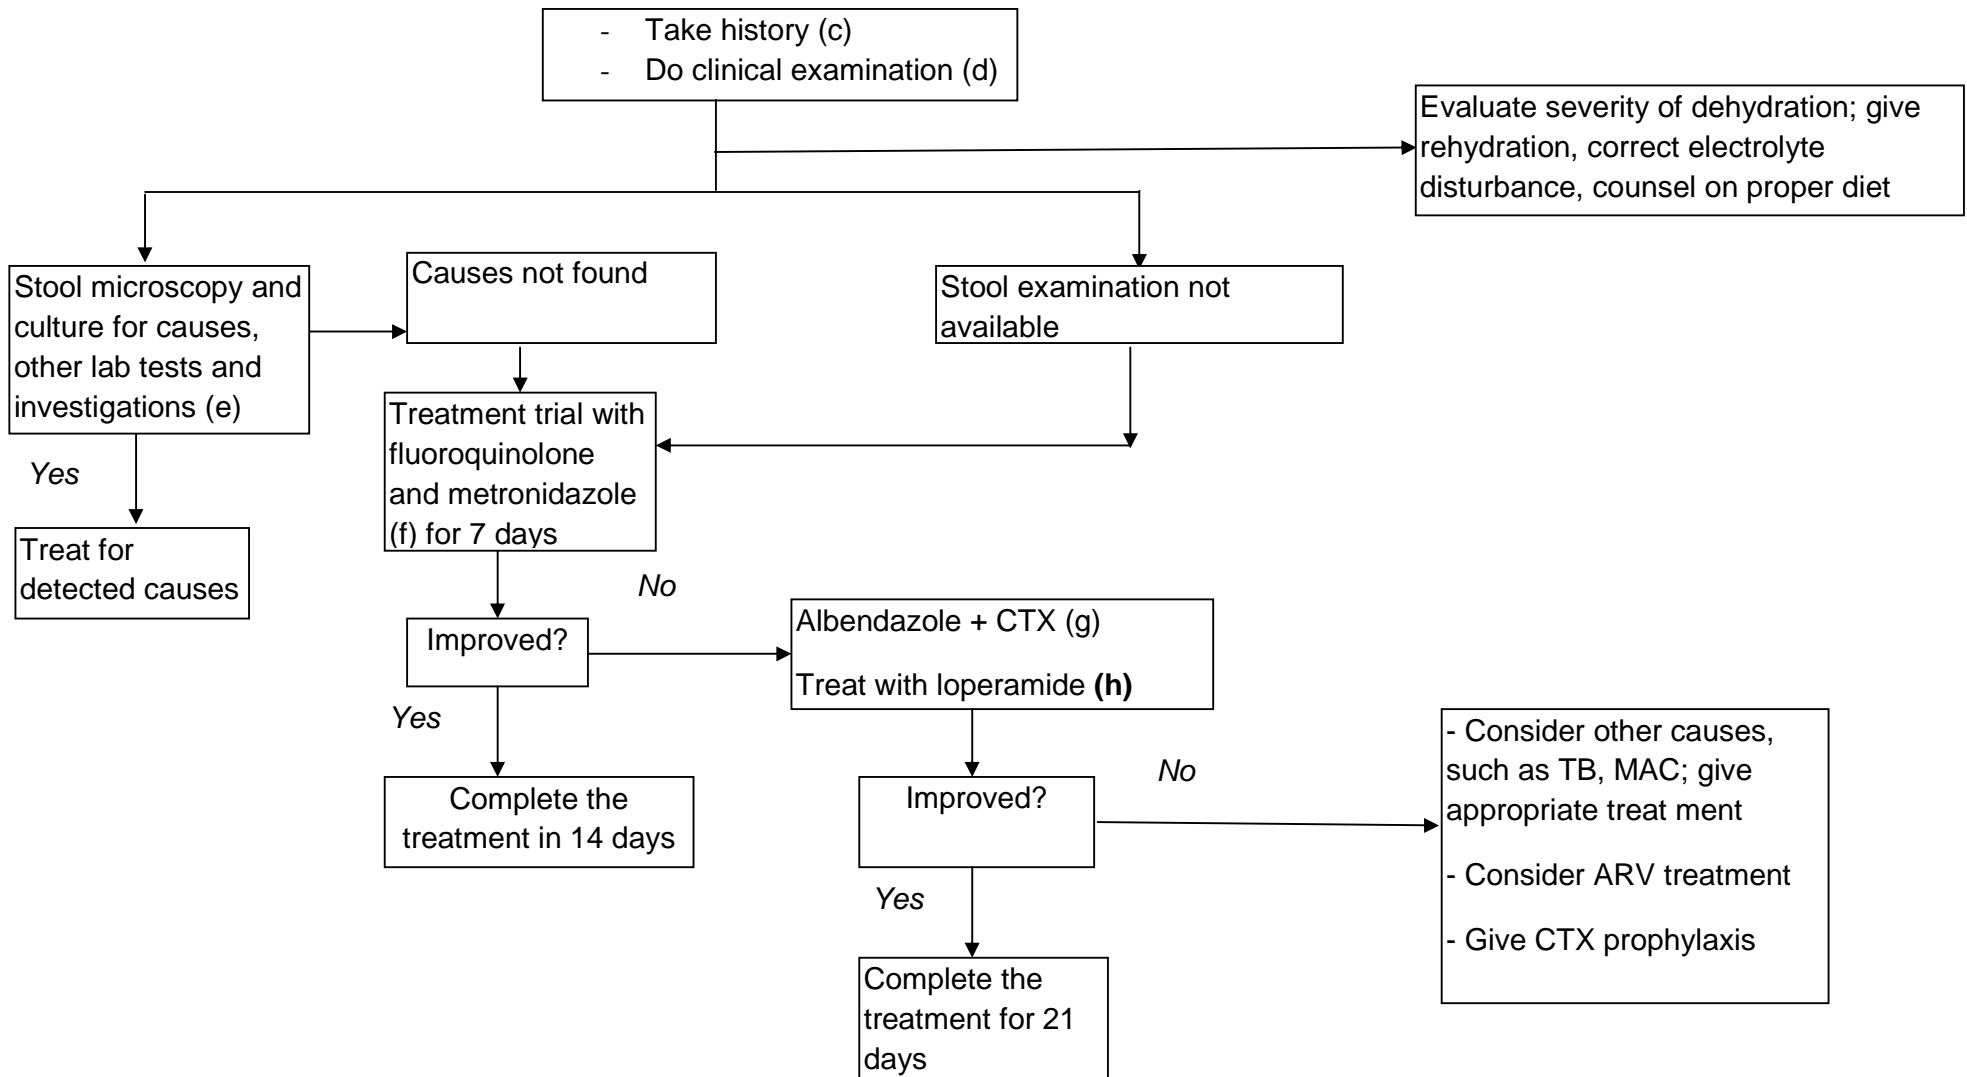 - Take history (c)
- Do clinical examination (d)
Evaluate severity of dehydration; give
rehydration, correct electrolyte
disturbance, counsel on proper diet
Stool microscopy and
culture for causes,
other lab tests and
investigations (e)
Causes not found
Stool examination not
available
Treatment trial with
fluoroquinolone
and metronidazole
(f) for 7 days
Yes
Treat for
detected causes
No
Improved?
Albendazole + CTX (g)
Treat with loperamide (h)
Yes
Complete the
treatment in 14 days
Improved?
No
- Consider other causes,
such as TB, MAC; give
appropriate treat ment
- Consider ARV treatment
- Give CTX prophylaxis
Yes
Complete the
treatment for 21
days